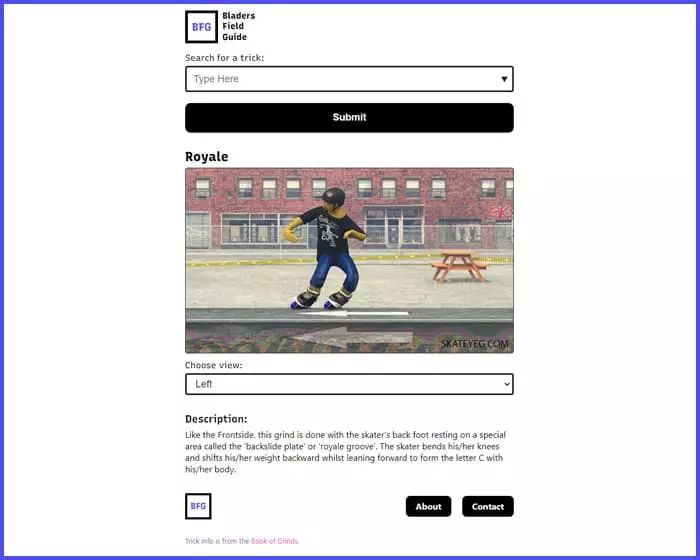 BFG
Bladers
Field
Guide
Search for a trick:
Type Here
Submit
Royale
SKATEYEG.COM
Choose view:
Left
Description:
Like the Frontside, this grind is done with the skater's back foot resting on a special
area called the 'backslide plate' or 'royale groove'. The skater bends his/her knees
and shifts his/her weight backward whilst leaning forward to form the letter C with
his/her body.
BFG
About
Contact
Trick info is from the Book of Grinds.